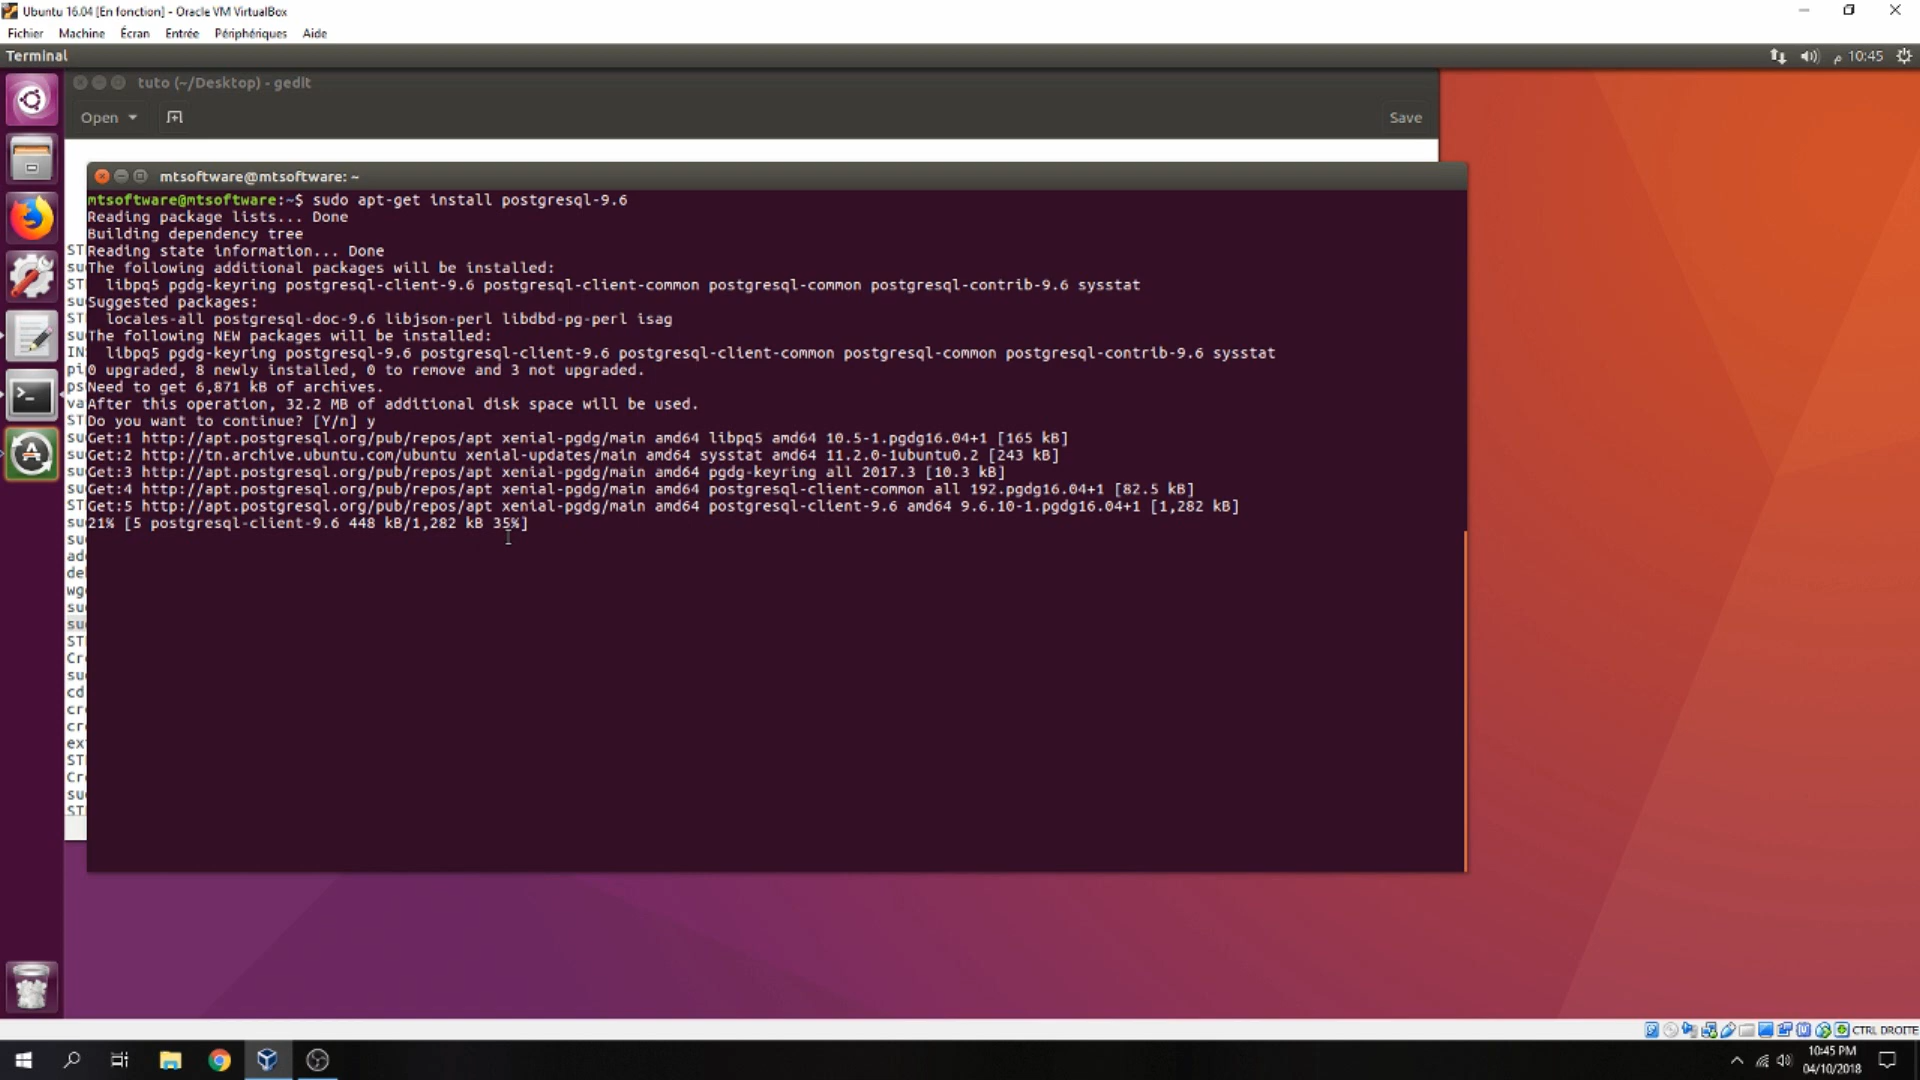 Ubuntu 16.04 [En fonction] - Oracle VM VirtualBox
Fichier Machine Écran Entrée Périphériques Aide
Terminal
م 10:45
tuto (~/Desktop) - gedit
Open
Save
mtsoftware@mtsoftware: ~
mtsoftware@mtsoftware:~$ sudo apt-get install postgresql-9.6
Reading package lists... Done
Building dependency tree
Reading state information... Done
The following additional packages will be installed:
libpq5 pgdg-keyring postgresql-client-9.6 postgresql-client-common postgresql-common postgresql-contrib-9.6 sysstat
Suggested packages:
locales-all postgresql-doc-9.6 libjson-perl libdbd-pg-perl isag
The following NEW packages will be installed:
libpq5 pgdg-keyring postgresql-9.6 postgresql-client-9.6 postgresql-client-common postgresql-common postgresql-contrib-9.6 sysstat
0 upgraded, 8 newly installed, 0 to remove and 3 not upgraded.
Need to get 6,871 kB of archives.
After this operation, 32.2 MB of additional disk space will be used.
Do you want to continue? [Y/n] y
Get:1 http://apt.postgresql.org/pub/repos/apt xenial-pgdg/main amd64 libpq5 amd64 10.5-1.pgdg16.04+1 [165 kB]
Get:2 http://tn.archive.ubuntu.com/ubuntu xenial-updates/main amd64 sysstat amd64 11.2.0-1ubuntu0.2 [243 kB]
Get:3 http://apt.postgresql.org/pub/repos/apt xenial-pgdg/main amd64 pgdg-keyring all 2017.3 [10.3 kB]
Get:4 http://apt.postgresql.org/pub/repos/apt xenial-pgdg/main amd64 postgresql-client-common all 192.pgdg16.04+1 [82.5 kB]
Get:5 http://apt.postgresql.org/pub/repos/apt xenial-pgdg/main amd64 postgresql-client-9.6 amd64 9.6.10-1.pgdg16.04+1 [1,282 kB]
21% [5 postgresql-client-9.6 448 kB/1,282 kB 35%]
CTRL DROITE
10:45 PM
04/10/2018